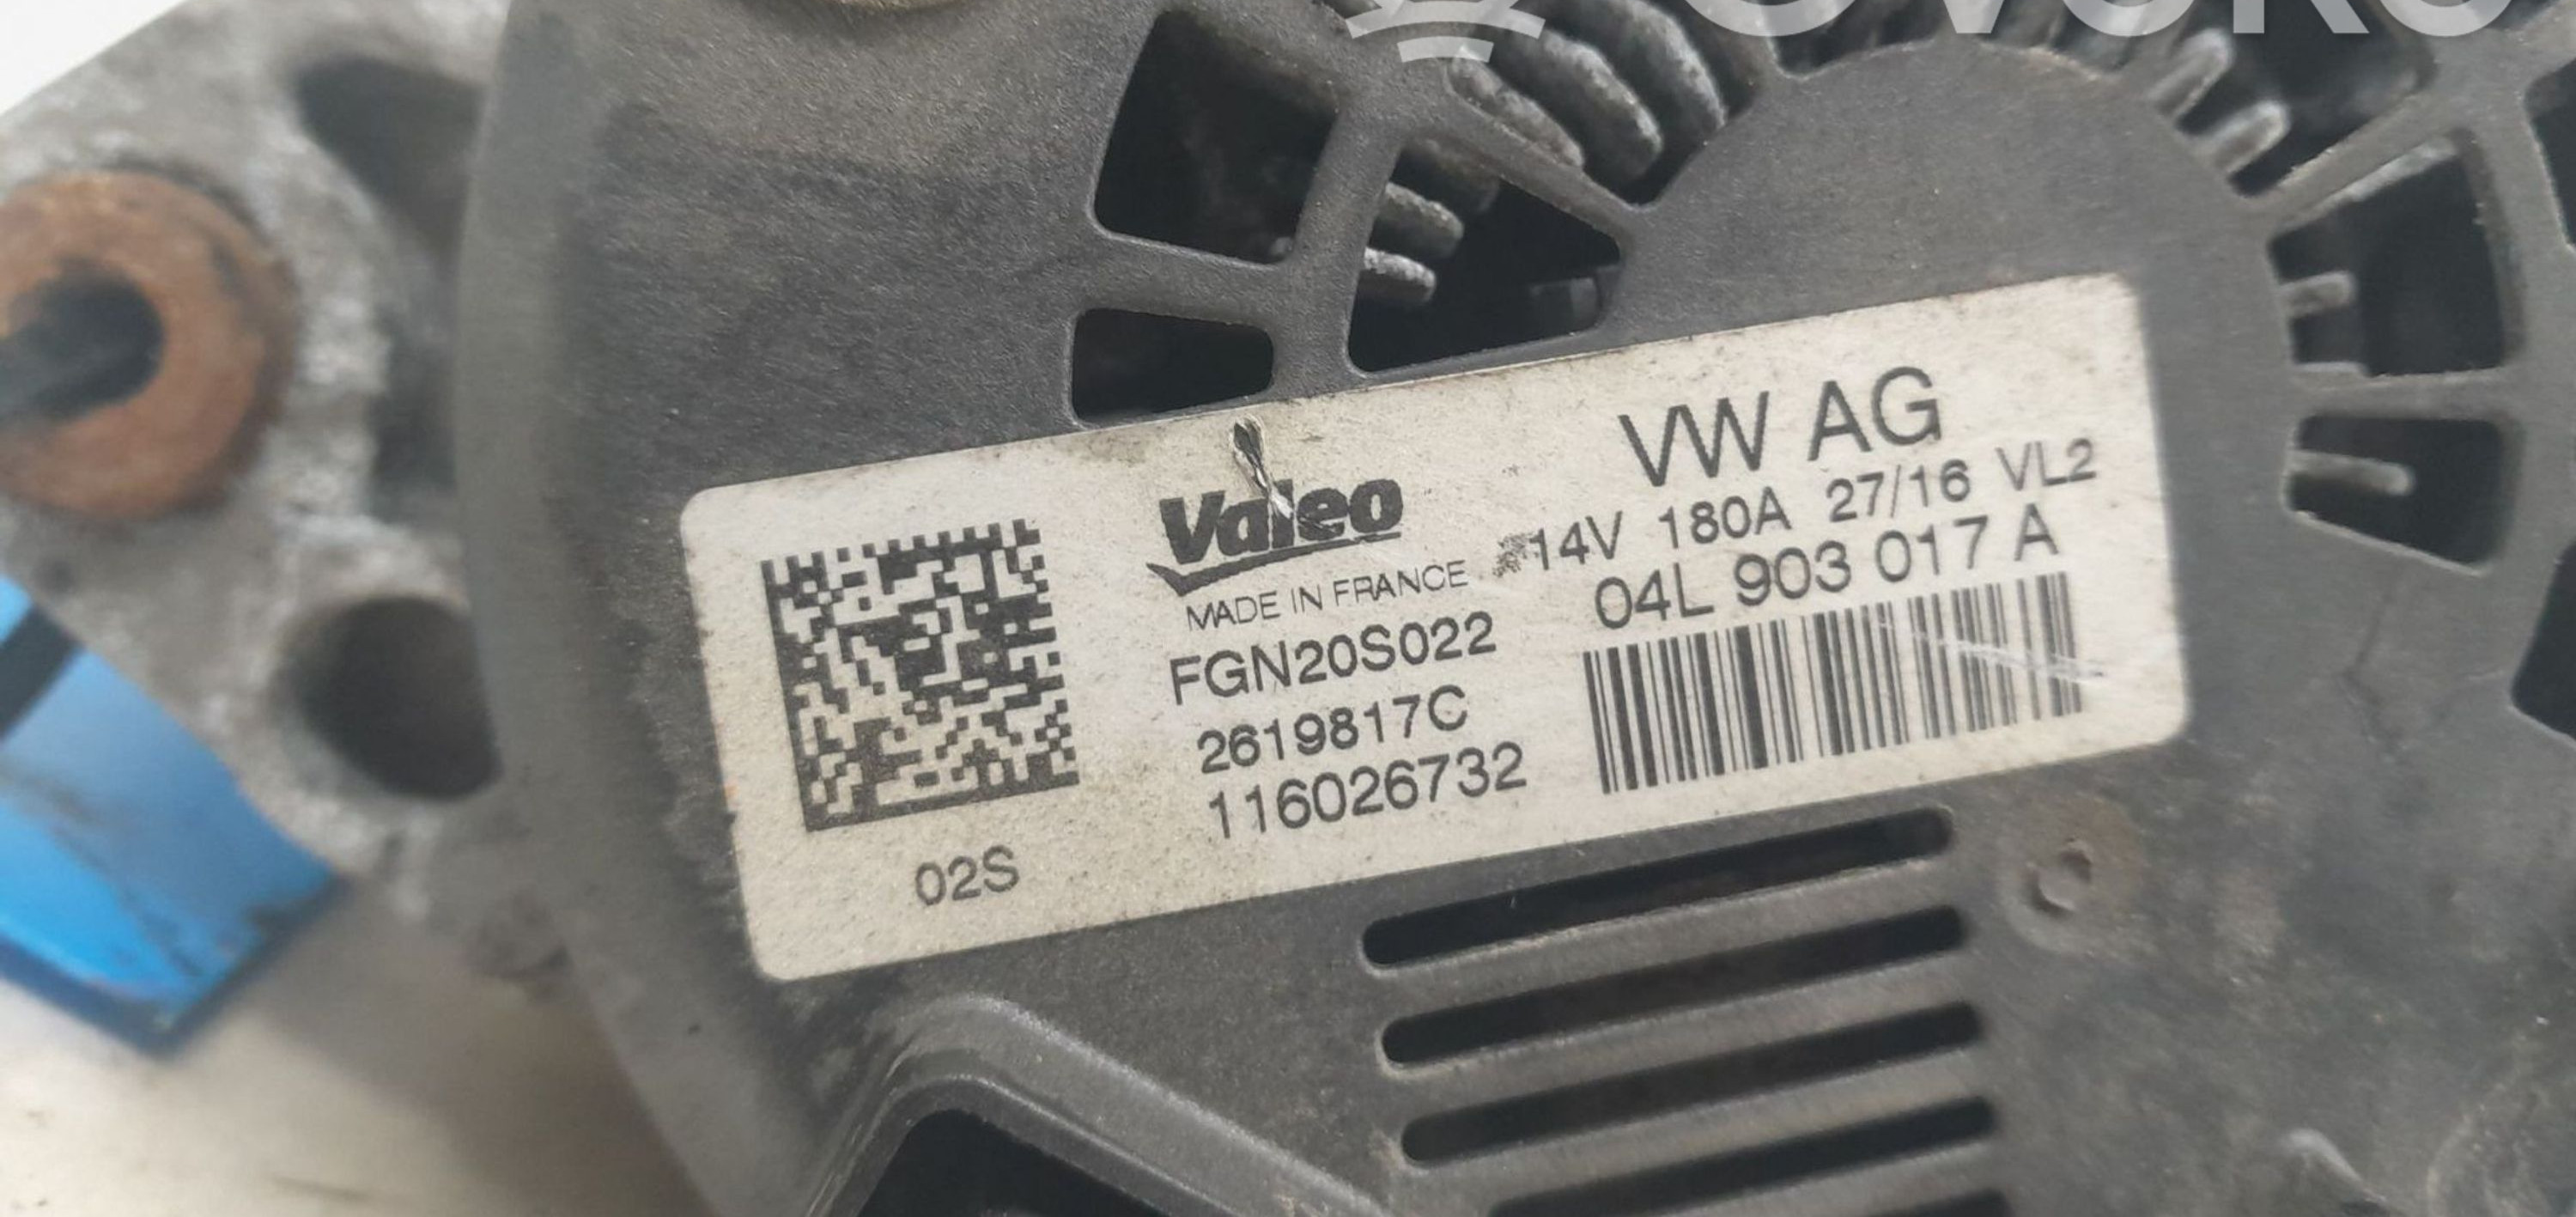 VW AG
Valeo
14V 180A 27/16 VL2
MADE IN FRANCE
04L 903 017 A
FGN20S022
2619817C
116026732
02S